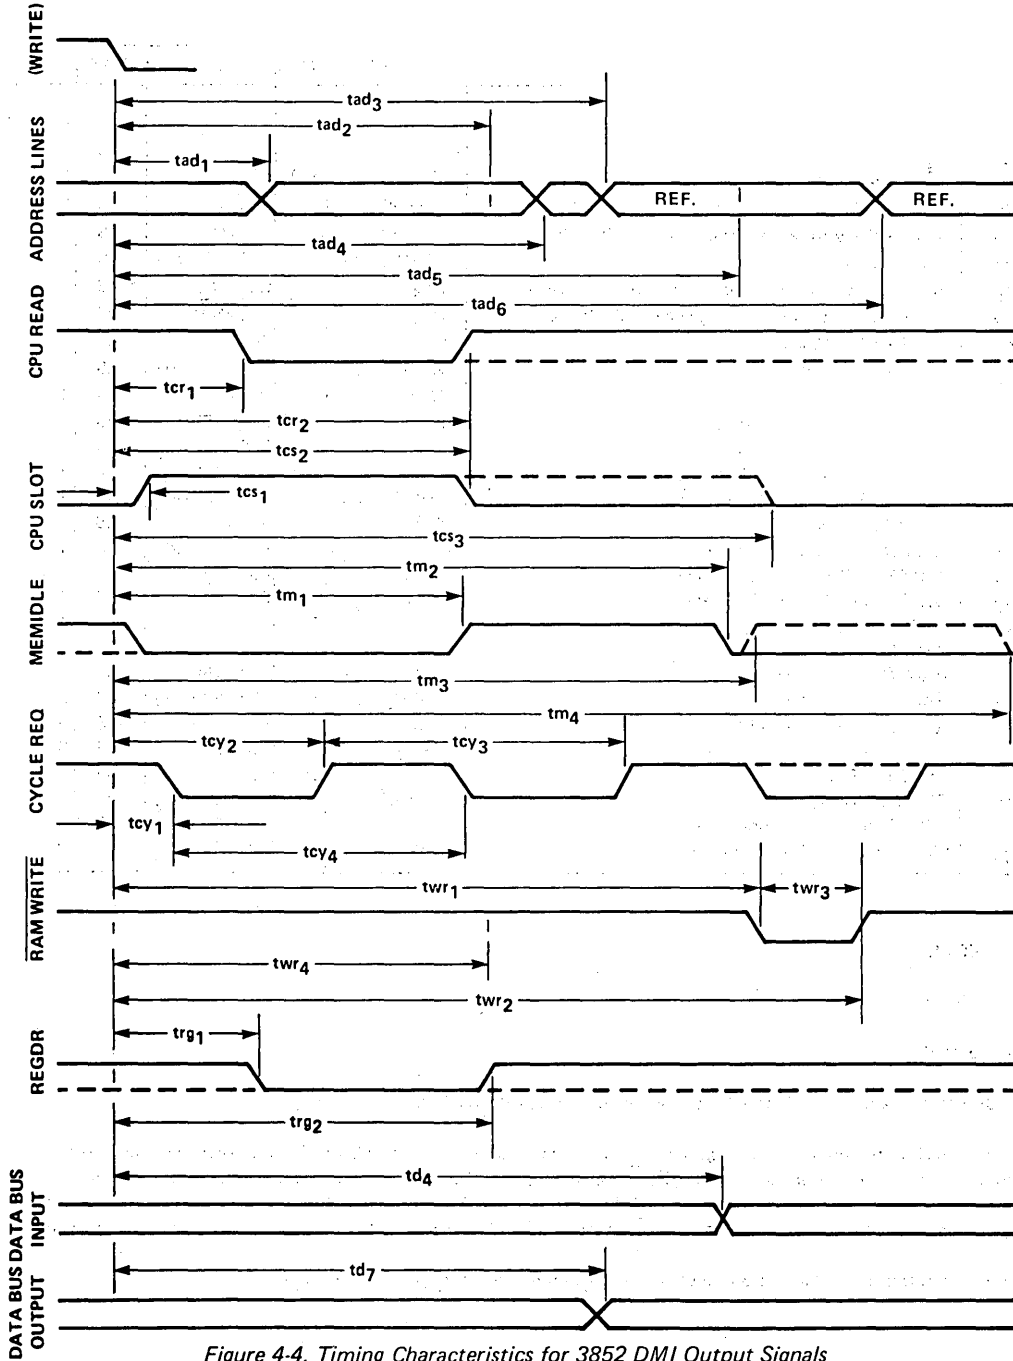 (WRITE)
tad3
tad2
tad1
ADDRESS LINES
REF.
REF.
tad4
tad5
tad6
CPU READ
tcr1
tcr2
tcs2
CPU SLOT
tcs1
tcs3
tm2
tm1
MEMIDLE
tm3
tm4
tcy2
tcy3
CYCLE REQ
tcy1
tcy4
twr1
twr3
RAM WRITE
twr4
twr2
trg1
REGDR
trg2
td4
DATA BUS
INPUT
td7
DATA BUS
OUTPUT
Figure 4-4. Timing Characteristics for 3852 DMI Output Signals